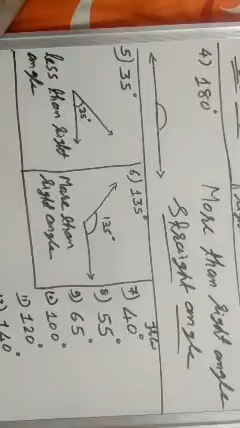 4) 180°
More than right angle
Straight angle
5) 35°
35°
less than right
angle
6) 135°
135°
More than
right angle
7) 40°
8) 55°
9) 65°
10) 100°
11) 120°
140°